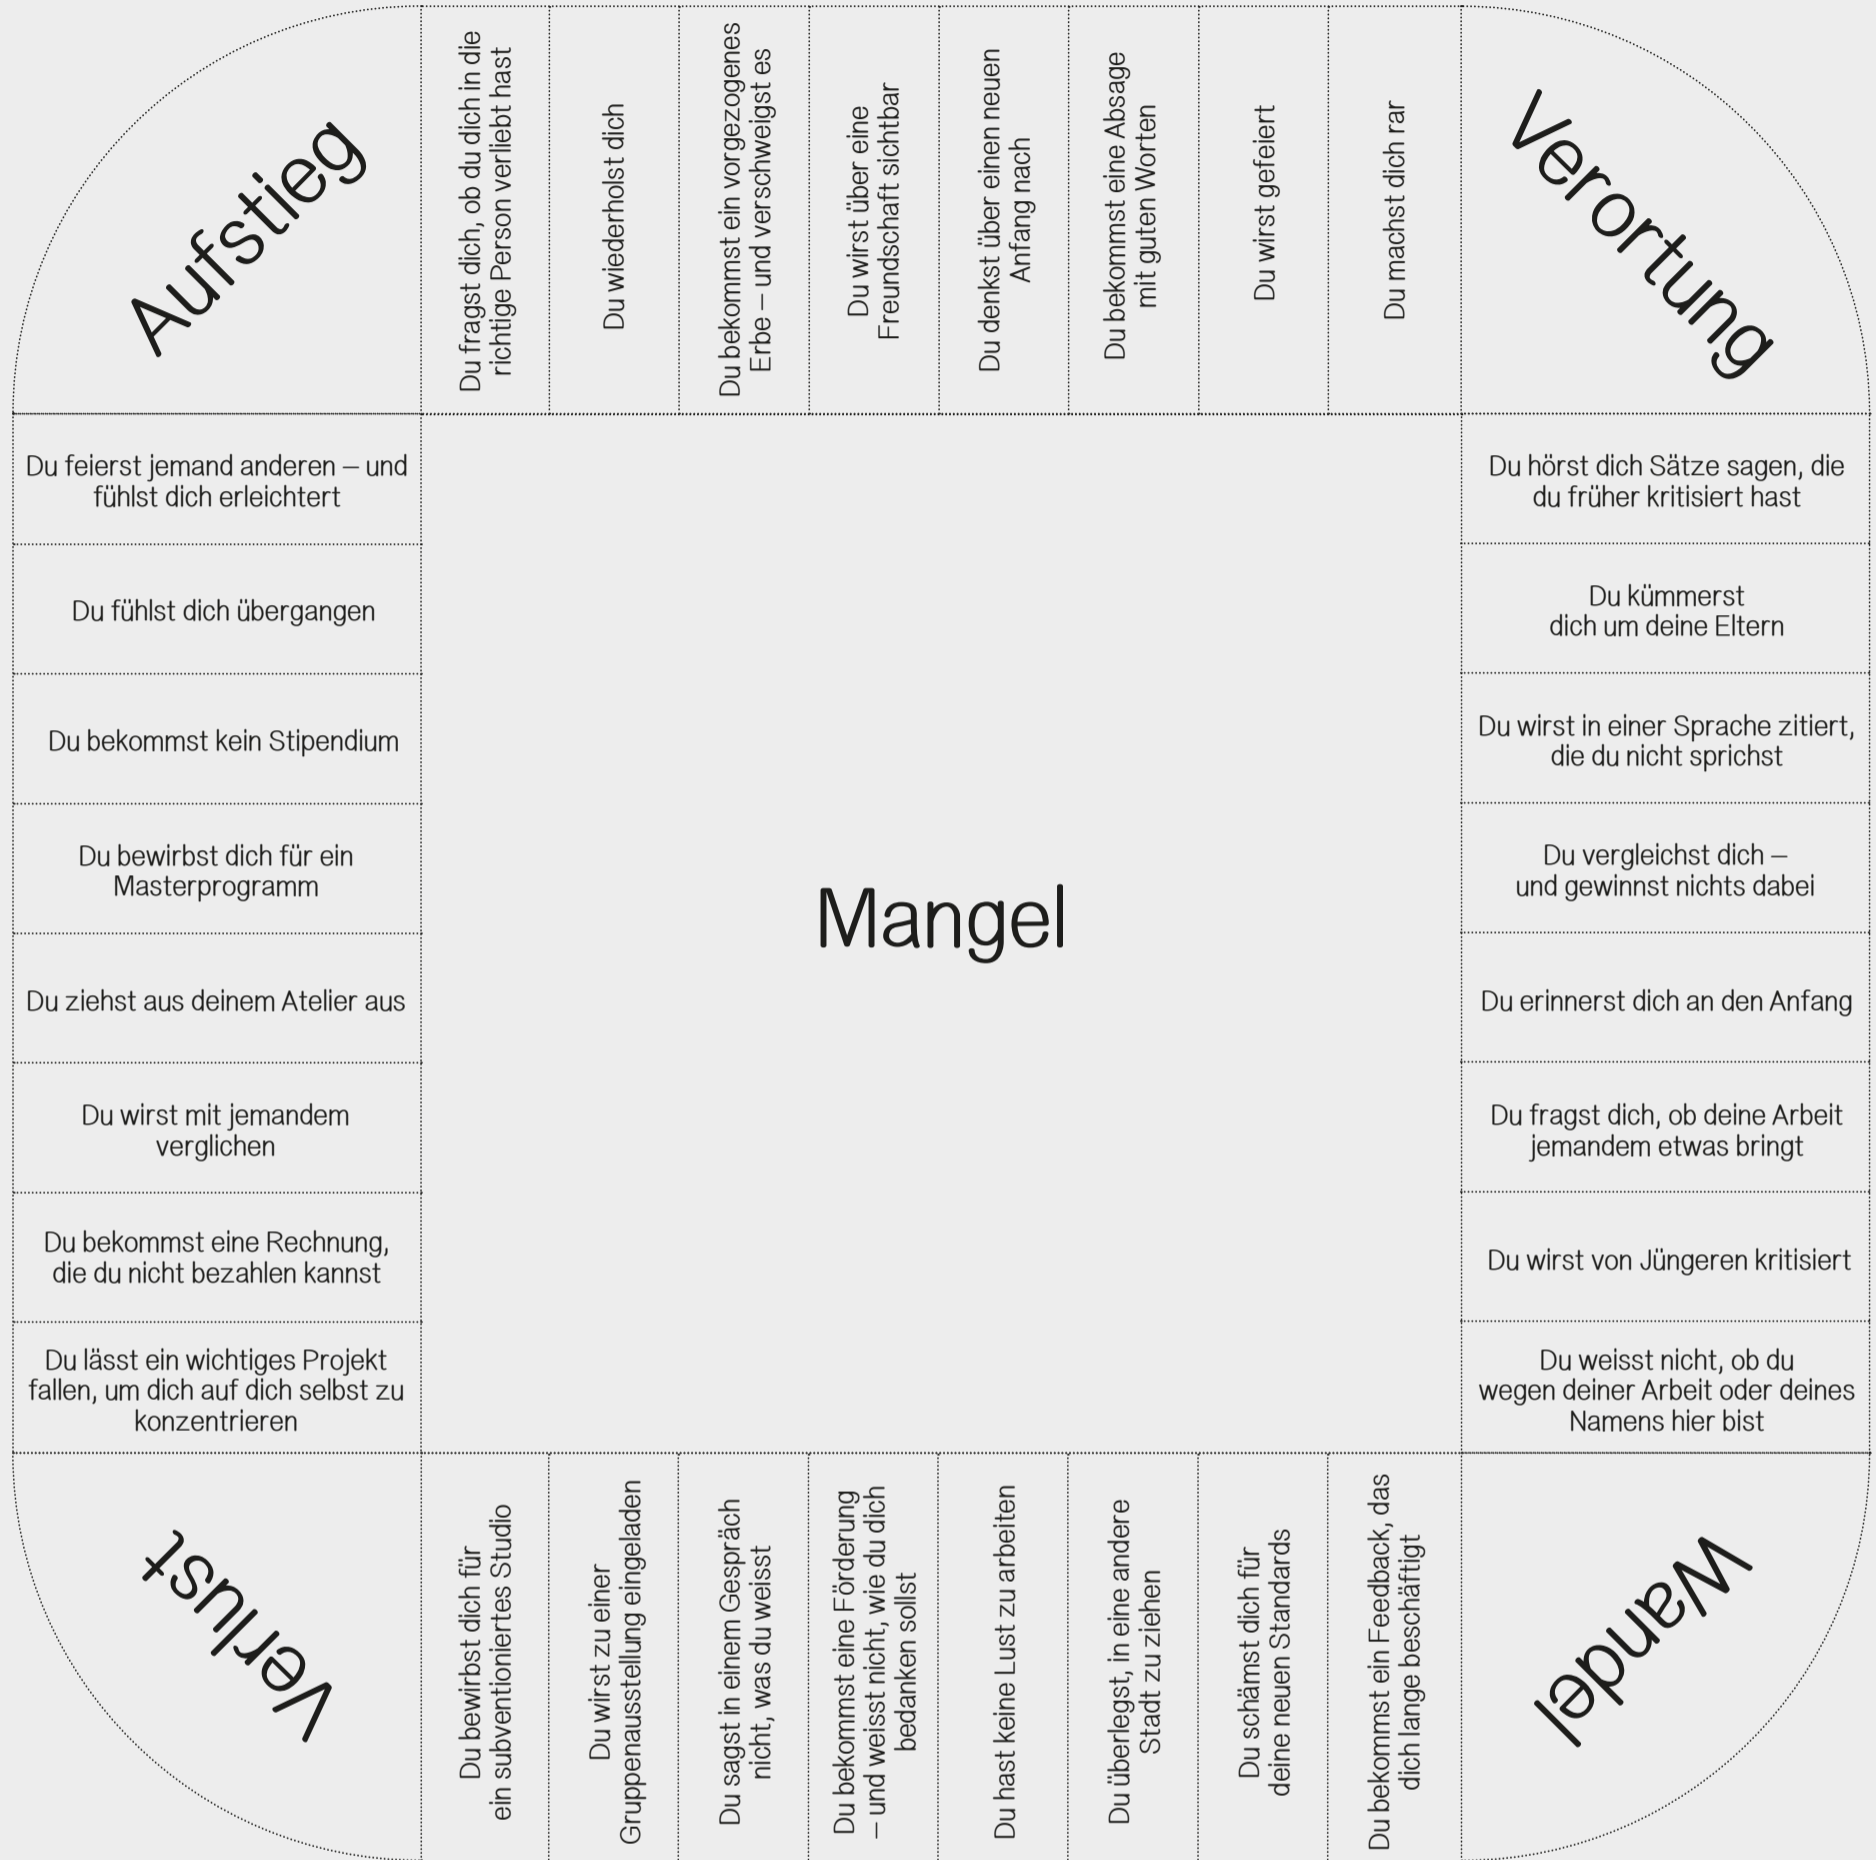 Aufstieg
Du fragst dich, ob du dich in die
richtige Person verliebt hast
Du wiederholst dich
Du bekommst ein vorgezogenes
Erbe – und verschweigst es
Du wirst über eine
Freundschaft sichtbar
Du denkst über einen neuen
Anfang nach
Du bekommst eine Absage
mit guten Worten
Du wirst gefeiert
Du machst dich rar
Verortung
Du hörst dich Sätze sagen, die
du früher kritisiert hast
Du kümmerst
dich um deine Eltern
Du wirst in einer Sprache zitiert,
die du nicht sprichst
Du vergleichst dich –
und gewinnst nichts dabei
Du erinnerst dich an den Anfang
Du fragst dich, ob deine Arbeit
jemandem etwas bringt
Du wirst von Jüngeren kritisiert
Du weisst nicht, ob du
wegen deiner Arbeit oder deines
Namens hier bist
Wandel
Du feierst jemand anderen – und
fühlst dich erleichtert
Du fühlst dich übergangen
Du bekommst kein Stipendium
Du bewirbst dich für ein
Masterprogramm
Du ziehst aus deinem Atelier aus
Du wirst mit jemandem
verglichen
Du bekommst eine Rechnung,
die du nicht bezahlen kannst
Du lässt ein wichtiges Projekt
fallen, um dich auf dich selbst zu
konzentrieren
Verlust
Du bewirbst dich für
ein subventioniertes Studio
Du wirst zu einer
Gruppenausstellung eingeladen
Du sagst in einem Gespräch
nicht, was du weisst
Du bekommst eine Förderung
– und weisst nicht, wie du dich
bedanken sollst
Du hast keine Lust zu arbeiten
Du überlegst, in eine andere
Stadt zu ziehen
Du schämst dich für
deine neuen Standards
Du bekommst ein Feedback, das
dich lange beschäftigt
Mangel